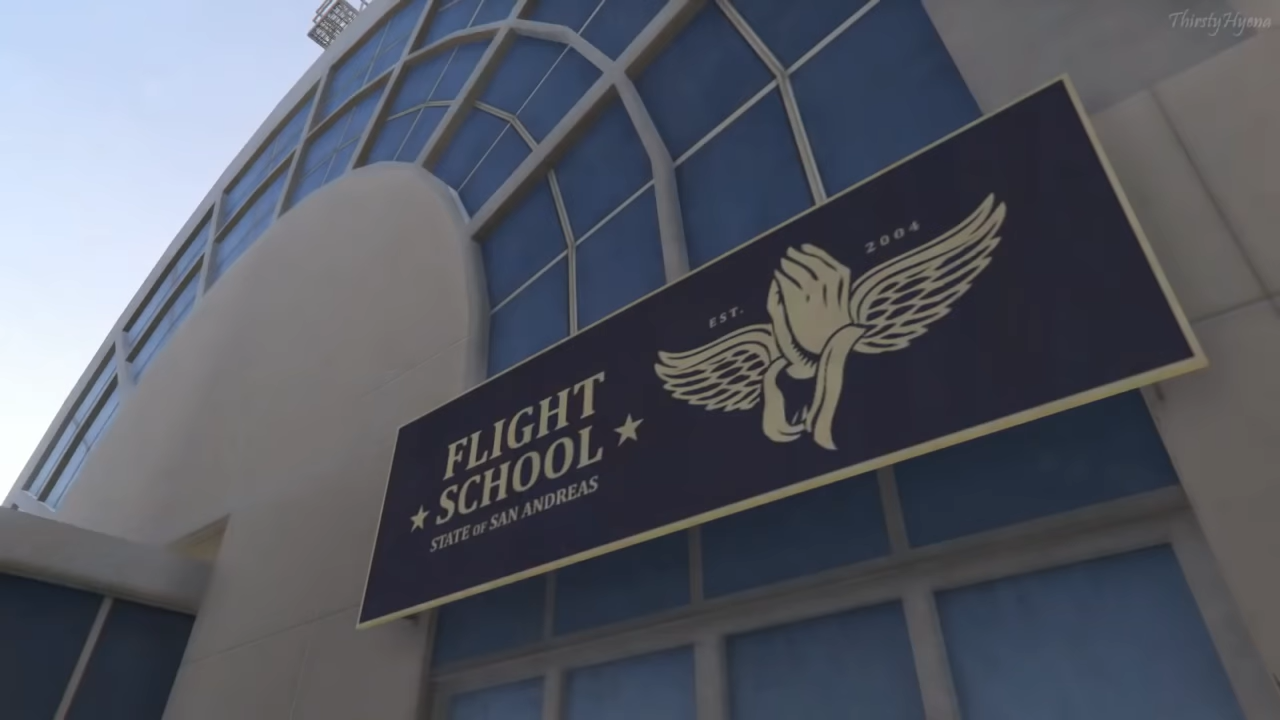 ThirstyHyena
EST. 2004
FLIGHT
SCHOOL
STATE OF SAN ANDREAS